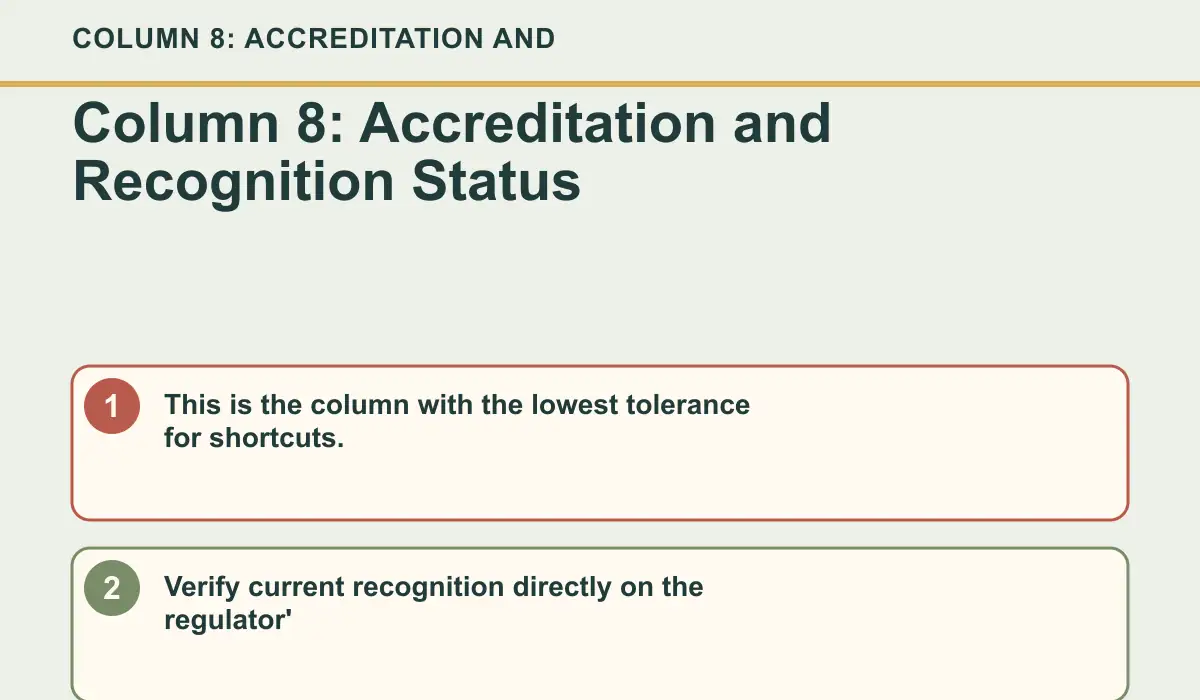 COLUMN 8: ACCREDITATION AND
Column 8: Accreditation and
Recognition Status
1
This is the column with the lowest tolerance
for shortcuts.
2
Verify current recognition directly on the
regulator'